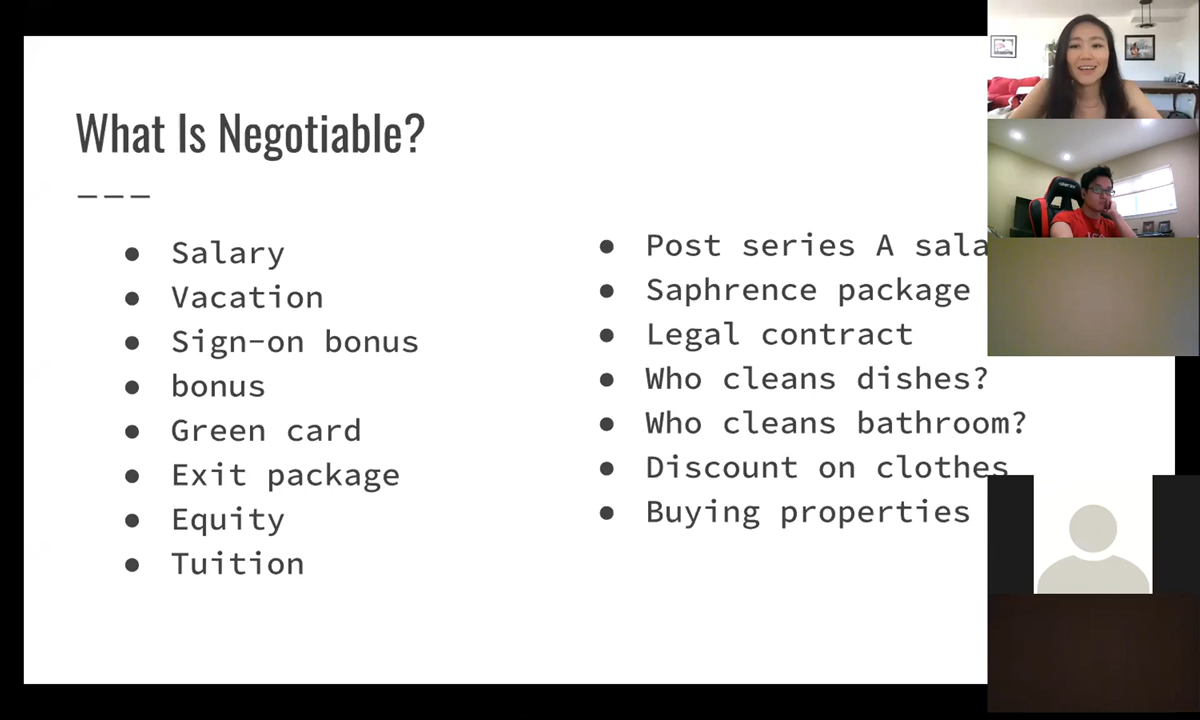 What Is Negotiable?
● Salary
● Vacation
● Sign-on bonus
● bonus
● Green card
● Exit package
● Equity
● Tuition
● Post series A
● Saphrence package
● Legal contract
● Who cleans dishes?
● Who cleans bathroom?
● Discount on clothes
● Buying properties